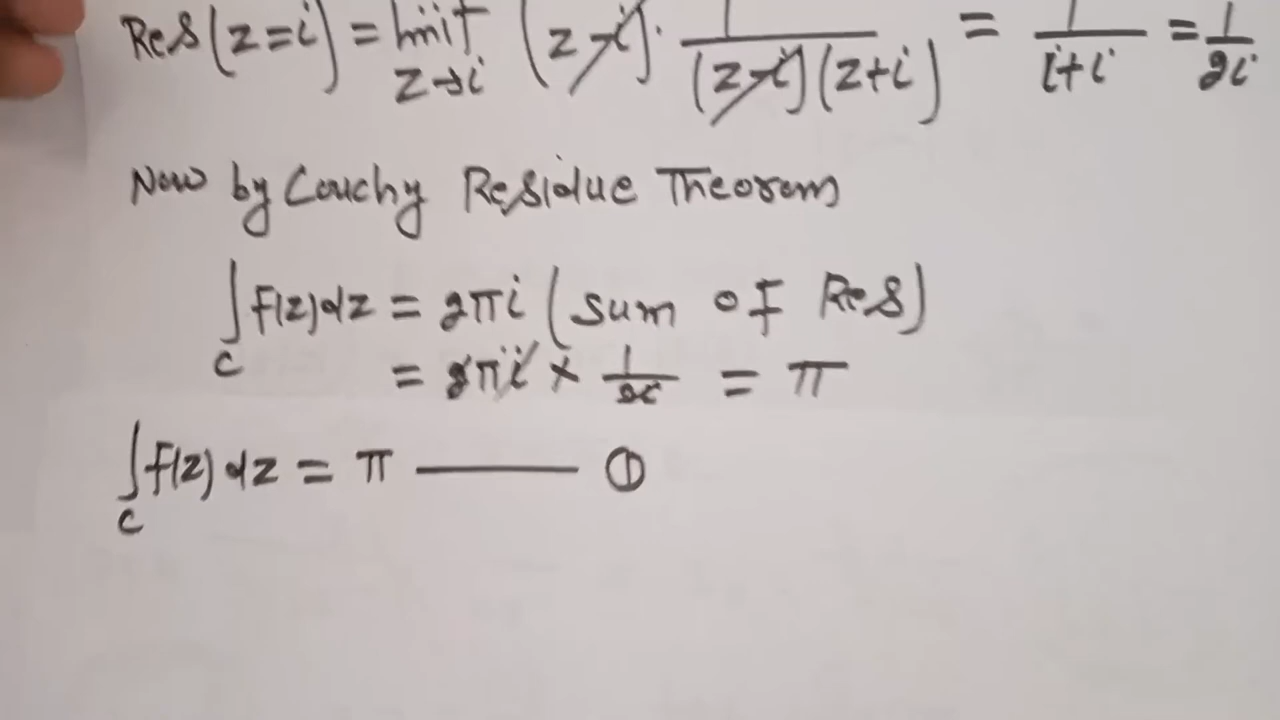 Res(z=i) = limit z→i (z-i). 1/(z-i)(z+i) = 1/i+i = 1/2i
Now by Couchy Residue Theorem
∫c f(z)dz = 2πi (sum of Res)
= 2πi × 1/2i = π
∫c f(z)dz = π —— ①